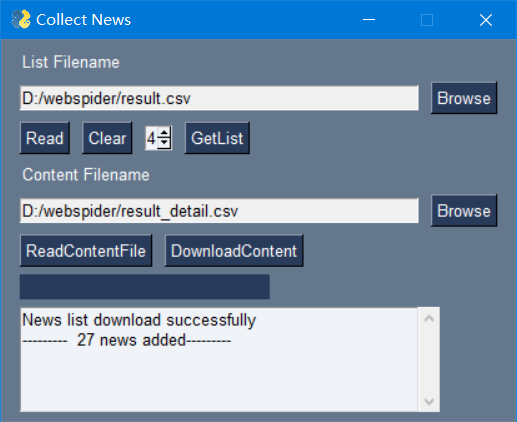 Collect News
List Filename
D:/webspider/result.csv Browse
Read Clear 4 GetList
Content Filename
D:/webspider/result_detail.csv Browse
ReadContentFile DownloadContent
News list download successfully
--------- 27 news added---------